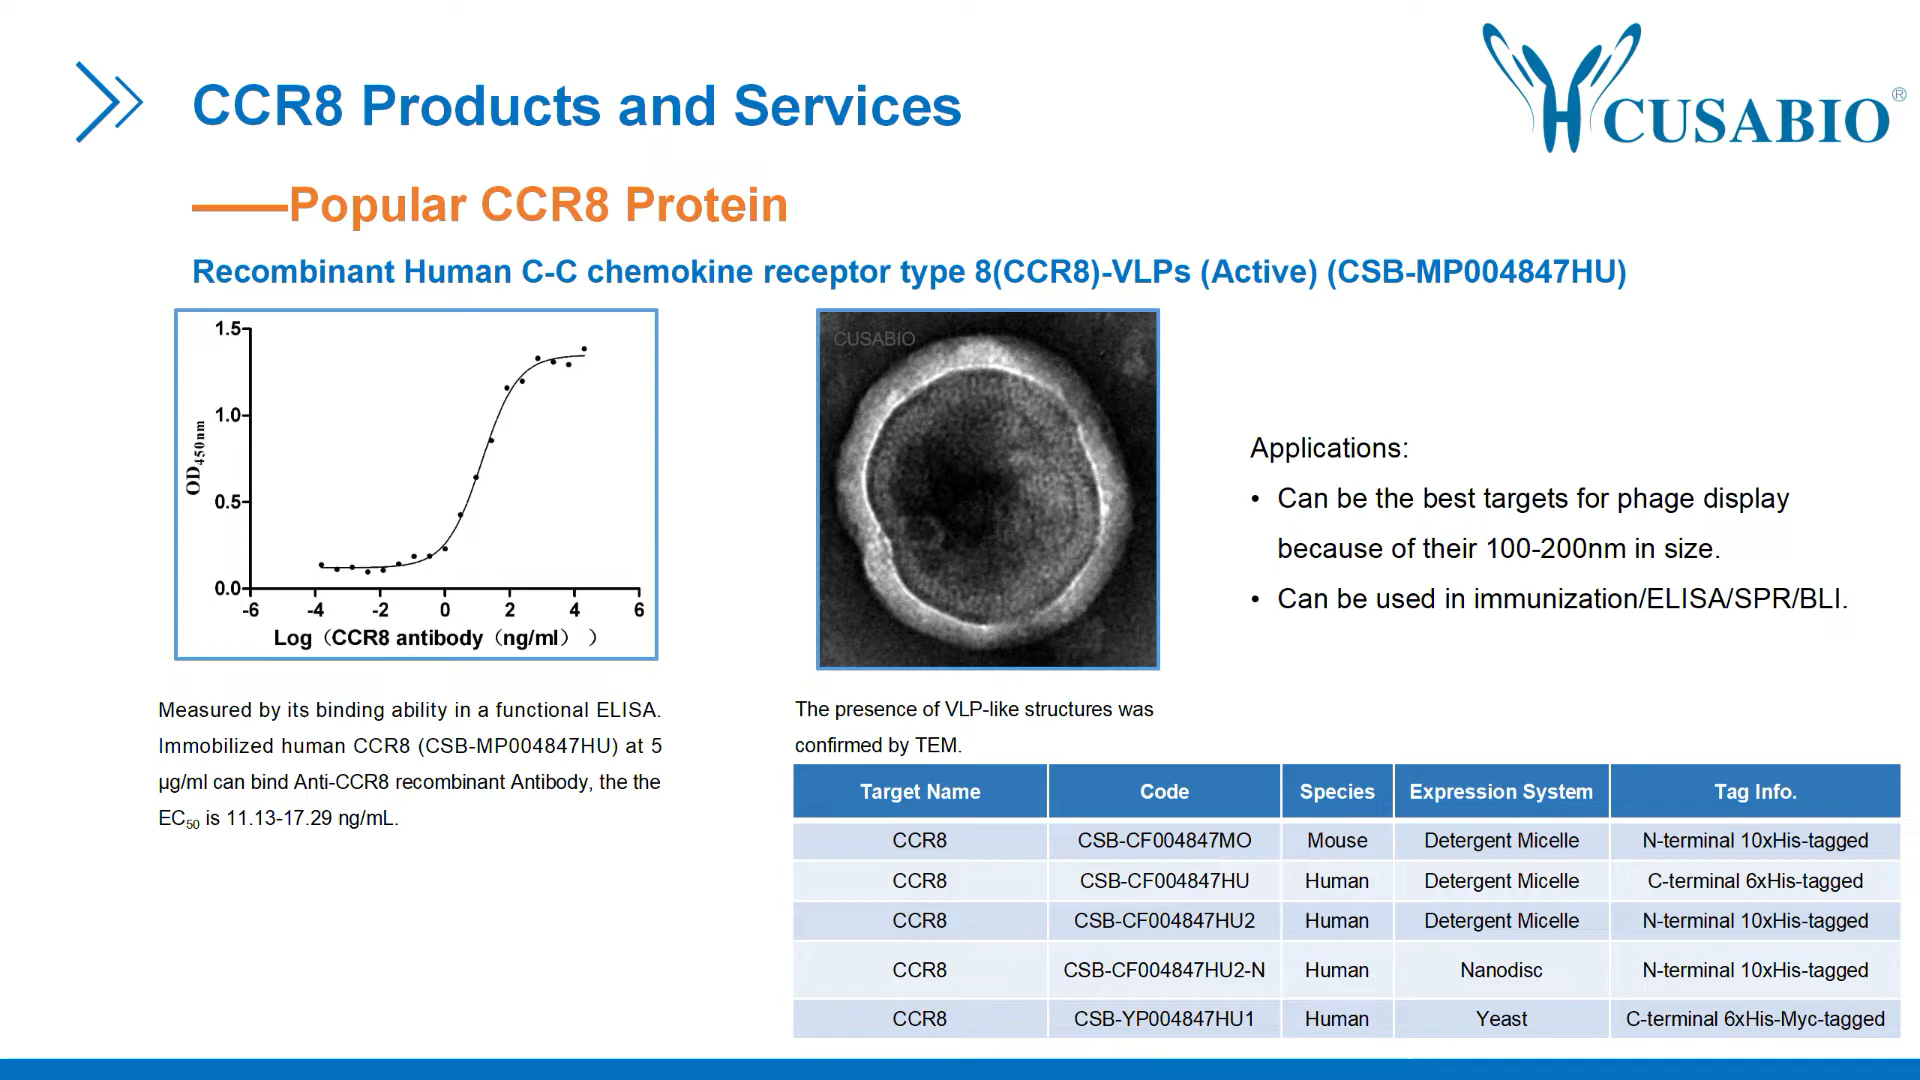 CCR8 Products and Services
CUSABIO®
——Popular CCR8 Protein
Recombinant Human C-C chemokine receptor type 8(CCR8)-VLPs (Active) (CSB-MP004847HU)
1.5
1.0
0.5
0.0
OD450nm
-6 -4 -2 0 2 4 6
Log（CCR8 antibody（ng/ml） ）
CUSABIO
Applications:
• Can be the best targets for phage display
because of their 100-200nm in size.
• Can be used in immunization/ELISA/SPR/BLI.
Measured by its binding ability in a functional ELISA.
Immobilized human CCR8 (CSB-MP004847HU) at 5
μg/ml can bind Anti-CCR8 recombinant Antibody, the the
EC50 is 11.13-17.29 ng/mL.
The presence of VLP-like structures was
confirmed by TEM.
Target Name Code Species Expression System Tag Info.
CCR8 CSB-CF004847MO Mouse Detergent Micelle N-terminal 10xHis-tagged
CCR8 CSB-CF004847HU Human Detergent Micelle C-terminal 6xHis-tagged
CCR8 CSB-CF004847HU2 Human Detergent Micelle N-terminal 10xHis-tagged
CCR8 CSB-CF004847HU2-N Human Nanodisc N-terminal 10xHis-tagged
CCR8 CSB-YP004847HU1 Human Yeast C-terminal 6xHis-Myc-tagged